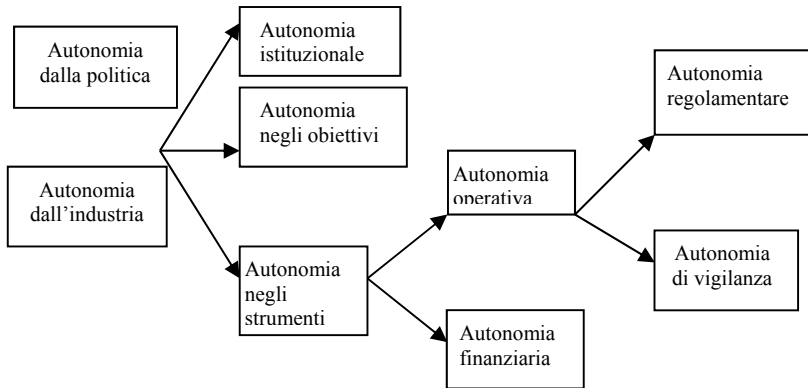 Autonomia
dalla politica
Autonomia
dall'industria
Autonomia
istituzionale
Autonomia
negli obiettivi
Autonomia
negli
strumenti
Autonomia
operativa
Autonomia
finanziaria
Autonomia
regolamentare
Autonomia
di vigilanza